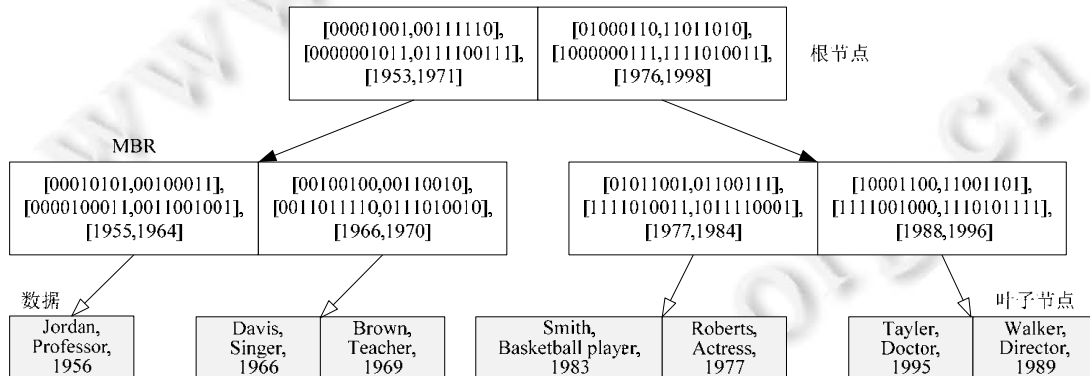 [00001001,00111110],
[0000001011,0111100111],
[1953,1971]
[01000110,11011010],
[1000000111,1111010011],
[1976,1998]
根节点
MBR
[00010101,00100011],
[0000100011,0011001001],
[1955,1964]
[00100100,00110010],
[0011011110,0111010010],
[1966,1970]
[01011001,01100111],
[1111010011,1011110001],
[1977,1984]
[10001100,11001101],
[1111001000,1110101111],
[1988,1996]
数据
叶子节点
Jordan,
Professor,
1956
Davis,
Singer,
1966
Brown,
Teacher,
1969
Smith,
Basketball player,
1983
Roberts,
Actress,
1977
Tayler,
Doctor,
1995
Walker,
Director,
1989
www
org.cn